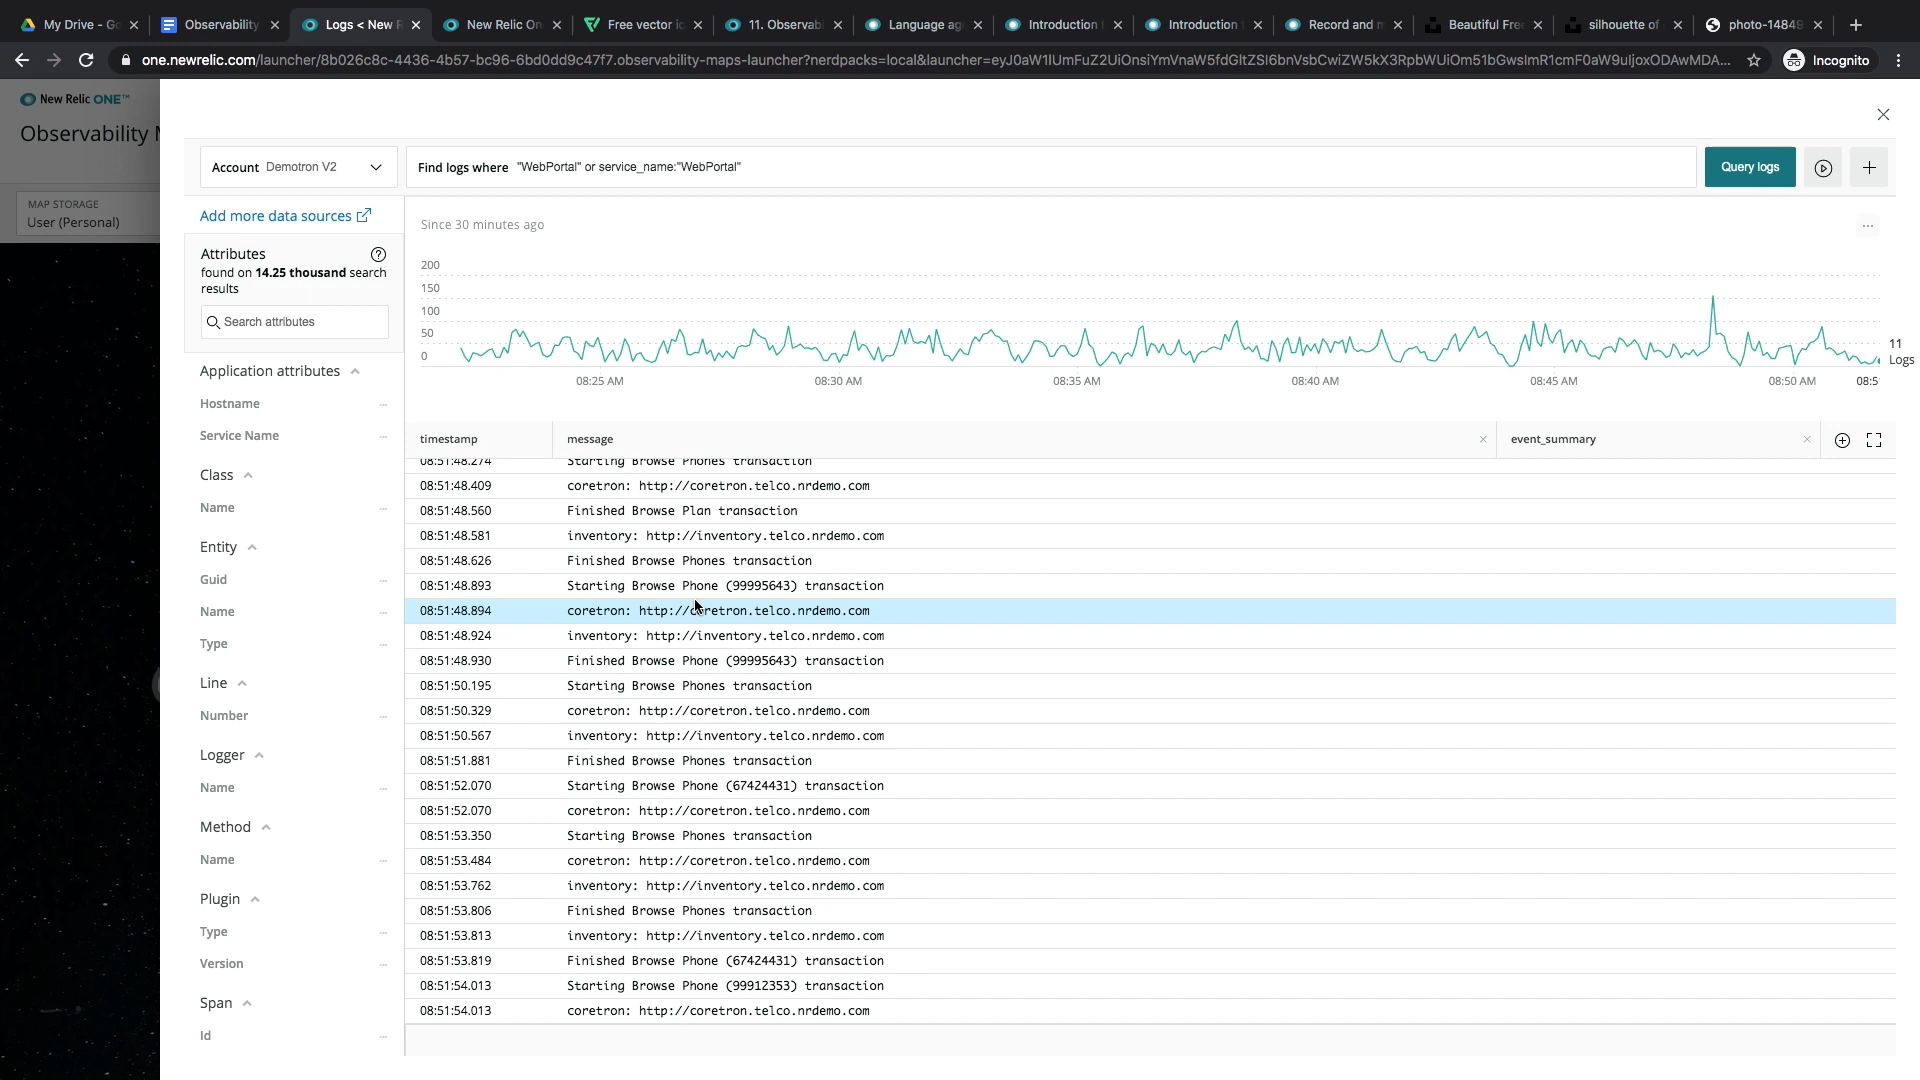 My Drive - Go
Observability
Logs < New R
New Relic On
Free vector ic
11. Observabi
Language age
Introduction t
Introduction t
Record and m
Beautiful Free
silhouette of
photo-14849
one.newrelic.com/launcher/8b026c8c-4436-4b57-bc96-6bd0dd9c47f7.observability-maps-launcher?nerdpacks=local&launcher=
Incognito
New Relic ONE™
Observability
MAP STORAGE
User (Personal)
Account Demotron V2
Find logs where "WebPortal" or service_name:"WebPortal"
Query logs
Add more data sources
Since 30 minutes ago
...
Attributes
found on 14.25 thousand search
results
Search attributes
200
150
100
50
0
11
Logs
08:25 AM
08:30 AM
08:35 AM
08:40 AM
08:45 AM
08:50 AM
08:5
Application attributes
Hostname ...
Service Name ...
Class
Name ...
Entity
Guid ...
Name ...
Type ...
Line
Number ...
Logger
Name ...
Method
Name ...
Plugin
Type ...
Version ...
Span
Id ...
timestamp message event_summary
08:51:48.274 Starting Browse Phones transaction
08:51:48.409 coretron: http://coretron.telco.nrdemo.com
08:51:48.560 Finished Browse Plan transaction
08:51:48.581 inventory: http://inventory.telco.nrdemo.com
08:51:48.626 Finished Browse Phones transaction
08:51:48.893 Starting Browse Phone (99995643) transaction
08:51:48.894 coretron: http://coretron.telco.nrdemo.com
08:51:48.924 inventory: http://inventory.telco.nrdemo.com
08:51:48.930 Finished Browse Phone (99995643) transaction
08:51:50.195 Starting Browse Phones transaction
08:51:50.329 coretron: http://coretron.telco.nrdemo.com
08:51:50.567 inventory: http://inventory.telco.nrdemo.com
08:51:51.881 Finished Browse Phones transaction
08:51:52.070 Starting Browse Phone (67424431) transaction
08:51:52.070 coretron: http://coretron.telco.nrdemo.com
08:51:53.350 Starting Browse Phones transaction
08:51:53.484 coretron: http://coretron.telco.nrdemo.com
08:51:53.762 inventory: http://inventory.telco.nrdemo.com
08:51:53.806 Finished Browse Phones transaction
08:51:53.813 inventory: http://inventory.telco.nrdemo.com
08:51:53.819 Finished Browse Phone (67424431) transaction
08:51:54.013 Starting Browse Phone (99912353) transaction
08:51:54.013 coretron: http://coretron.telco.nrdemo.com